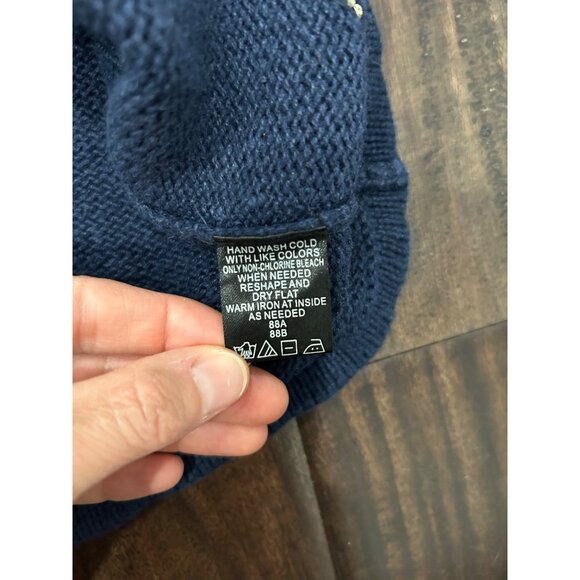 HAND WASH COLD
WITH LIKE COLORS
ONLY NON-CHLORINE BLEACH
WHEN NEEDED
RESHAPE AND
DRY FLAT
WARM IRON AT INSIDE
AS NEEDED
88A
88B